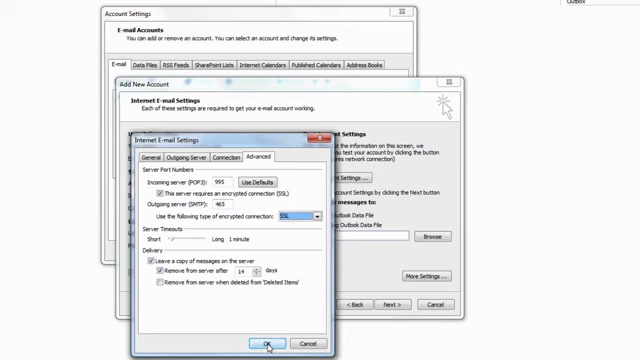 Outbox
Account Settings
E-mail Accounts
You can add or remove an account. You can select an account and change its settings.
E-mail Data Files RSS Feeds SharePoint Lists Internet Calendars Published Calendars Address Books
Add New Account
Internet E-mail Settings
Each of these settings are required to get your e-mail account working.
Internet E-mail Settings
General Outgoing Server Connection Advanced
Server Port Numbers
Incoming server (POP3): 995 Use Defaults
This server requires an encrypted connection (SSL)
Outgoing server (SMTP): 465
Use the following type of encrypted connection: SSL
Server Timeouts
Short Long 1 minute
Delivery
Leave a copy of messages on the server
Remove from server after 14 days
Remove from server when deleted from 'Deleted Items'
OK Cancel
t Settings
the information on this screen, we
you test your account by clicking the button
network connection)
Settings ...
Account Settings by clicking the Next button
messages to:
Outlook Data File
Outlook Data File
Browse
More Settings ...
< Back Next > Cancel